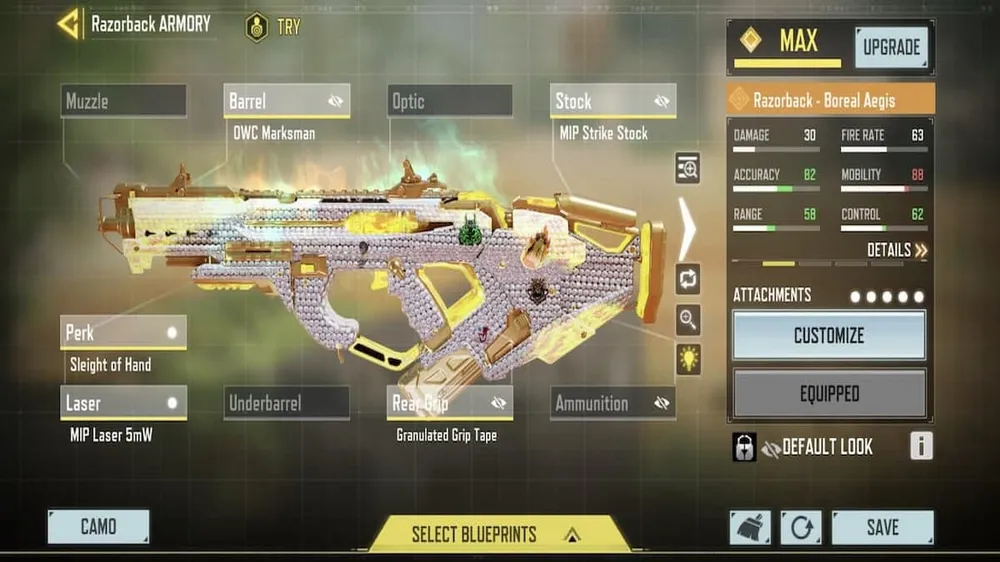 Razorback ARMORY
TRY
MAX
UPGRADE
Muzzle
Barrel
OWC Marksman
Optic
Stock
MIP Strike Stock
Razorback - Boreal Aegis
DAMAGE 30
FIRE RATE 63
ACCURACY 82
MOBILITY 88
RANGE 58
CONTROL 62
DETAILS
ATTACHMENTS
CUSTOMIZE
EQUIPPED
Perk
Sleight of Hand
Laser
MIP Laser 5mW
Underbarrel
Rear Grip
Granulated Grip Tape
Ammunition
DEFAULT LOOK
CAMO
SELECT BLUEPRINTS
SAVE